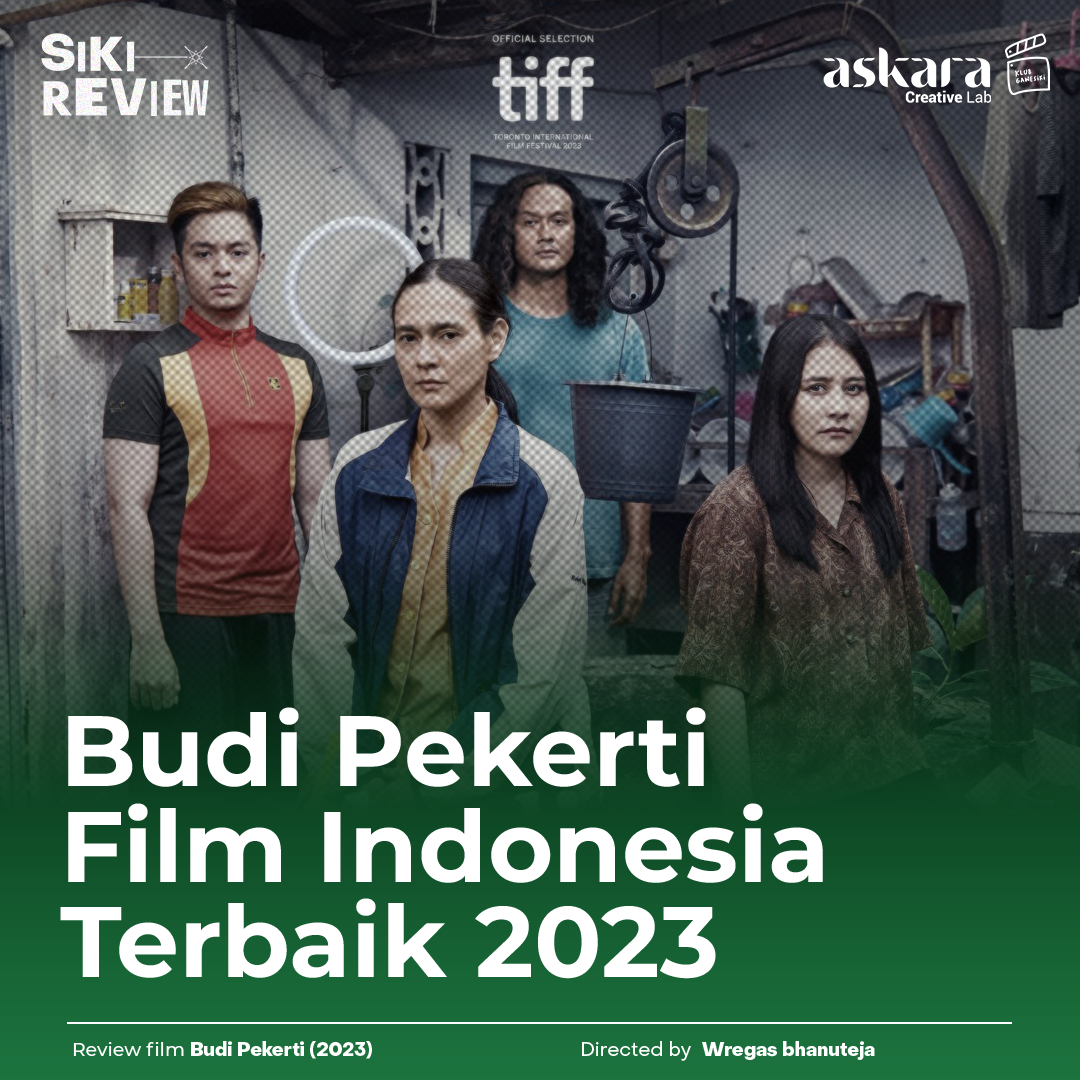 SIKI
REVIEW
OFFICIAL SELECTION
tiff
TORONTO INTERNATIONAL
FILM FESTIVAL 2023
askara
Creative Lab
KLUB
GANESIKI
Budi Pekerti
Film Indonesia
Terbaik 2023
Review film Budi Pekerti (2023)
Directed by Wregas bhanuteja